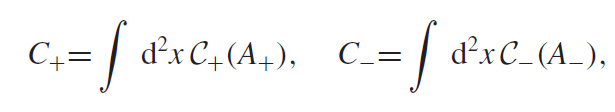 C₊ = ∫ d²x 𝒞₊(A₊), C₋ = ∫ d²x 𝒞₋(A₋),